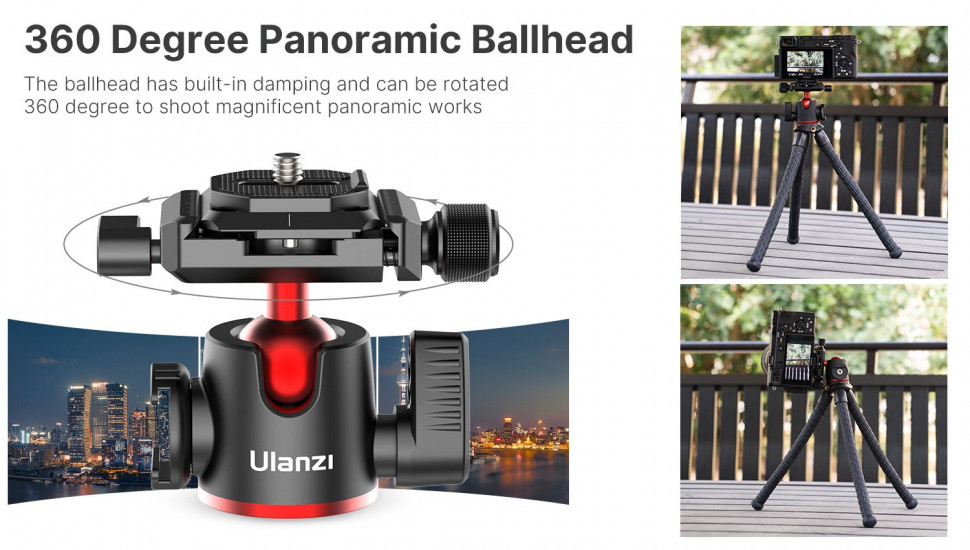 360 Degree Panoramic Ballhead
The ballhead has built-in damping and can be rotated
360 degree to shoot magnificent panoramic works
Ulanzi